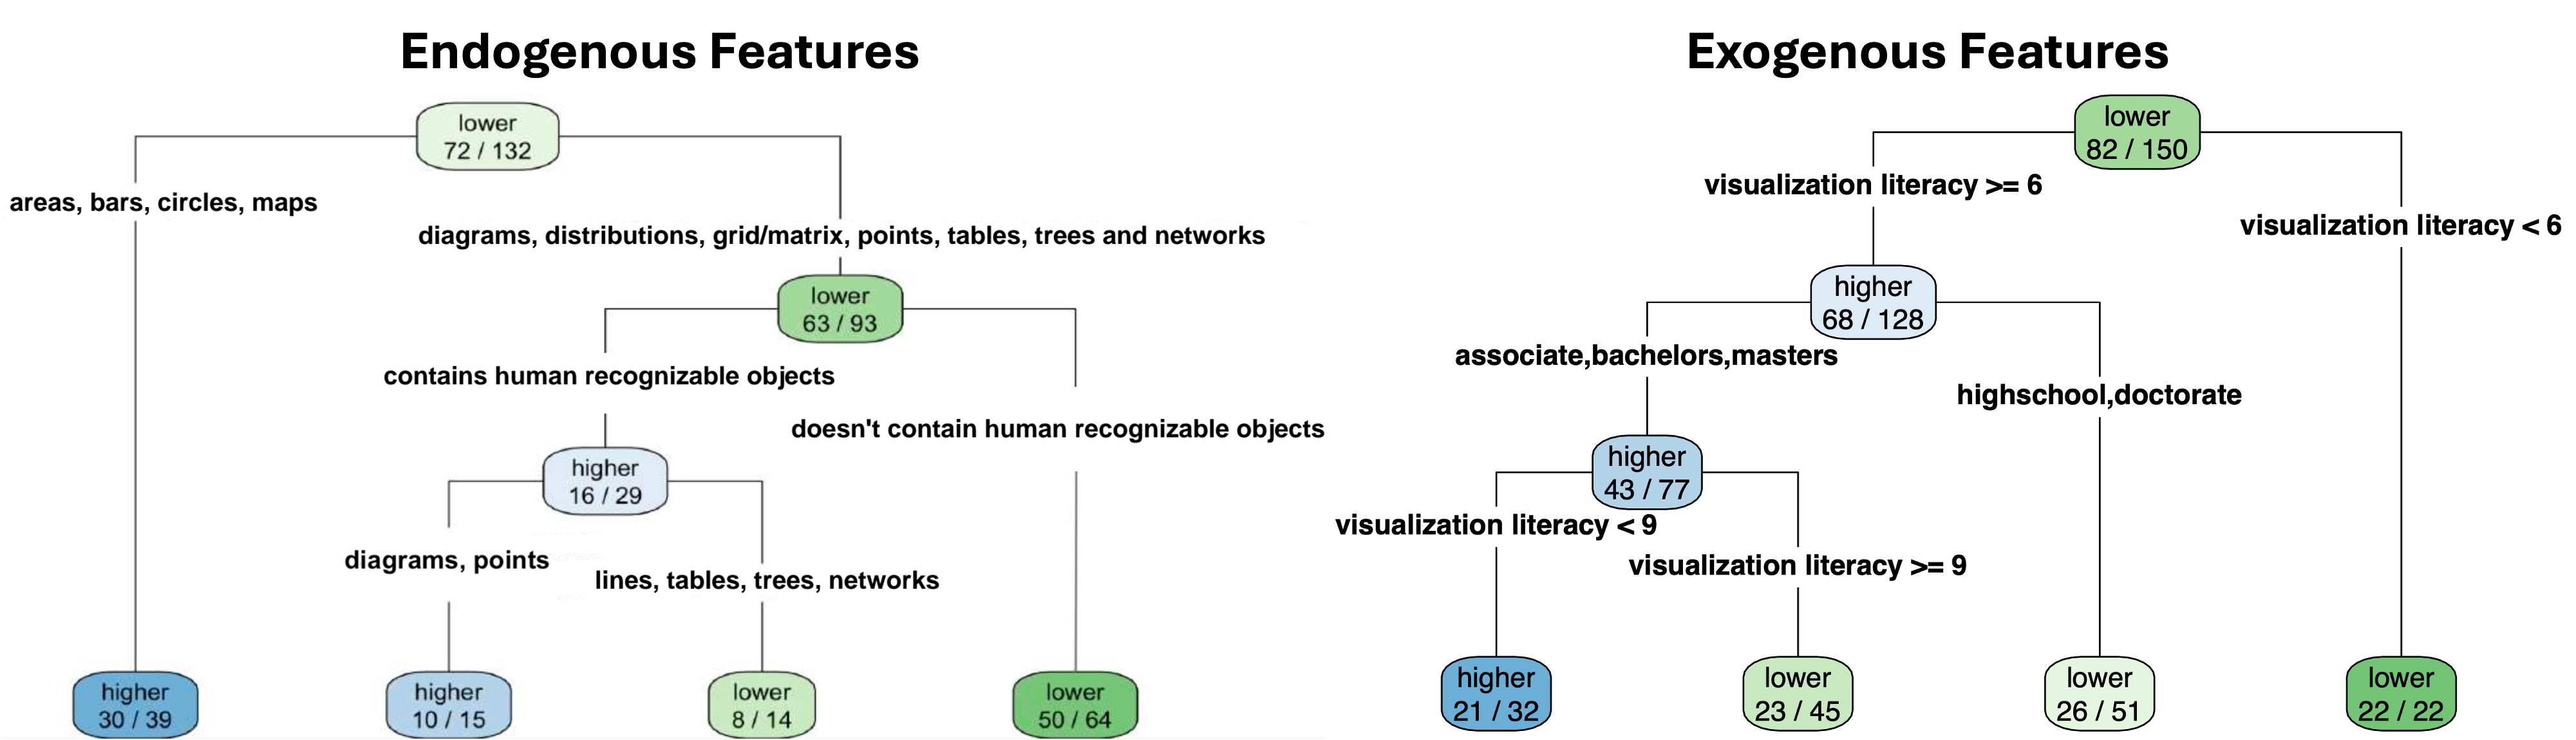 Endogenous Features
lower
72 / 132
areas, bars, circles, maps
diagrams, distributions, grid/matrix, points, tables, trees and networks
lower
63 / 93
contains human recognizable objects
doesn't contain human recognizable objects
higher
16 / 29
diagrams, points
lines, tables, trees, networks
higher
30 / 39
higher
10 / 15
lower
8 / 14
lower
50 / 64
Exogenous Features
lower
82 / 150
visualization literacy >= 6
visualization literacy < 6
higher
68 / 128
associate,bachelors,masters
highschool,doctorate
higher
43 / 77
visualization literacy < 9
visualization literacy >= 9
higher
21 / 32
lower
23 / 45
lower
26 / 51
lower
22 / 22